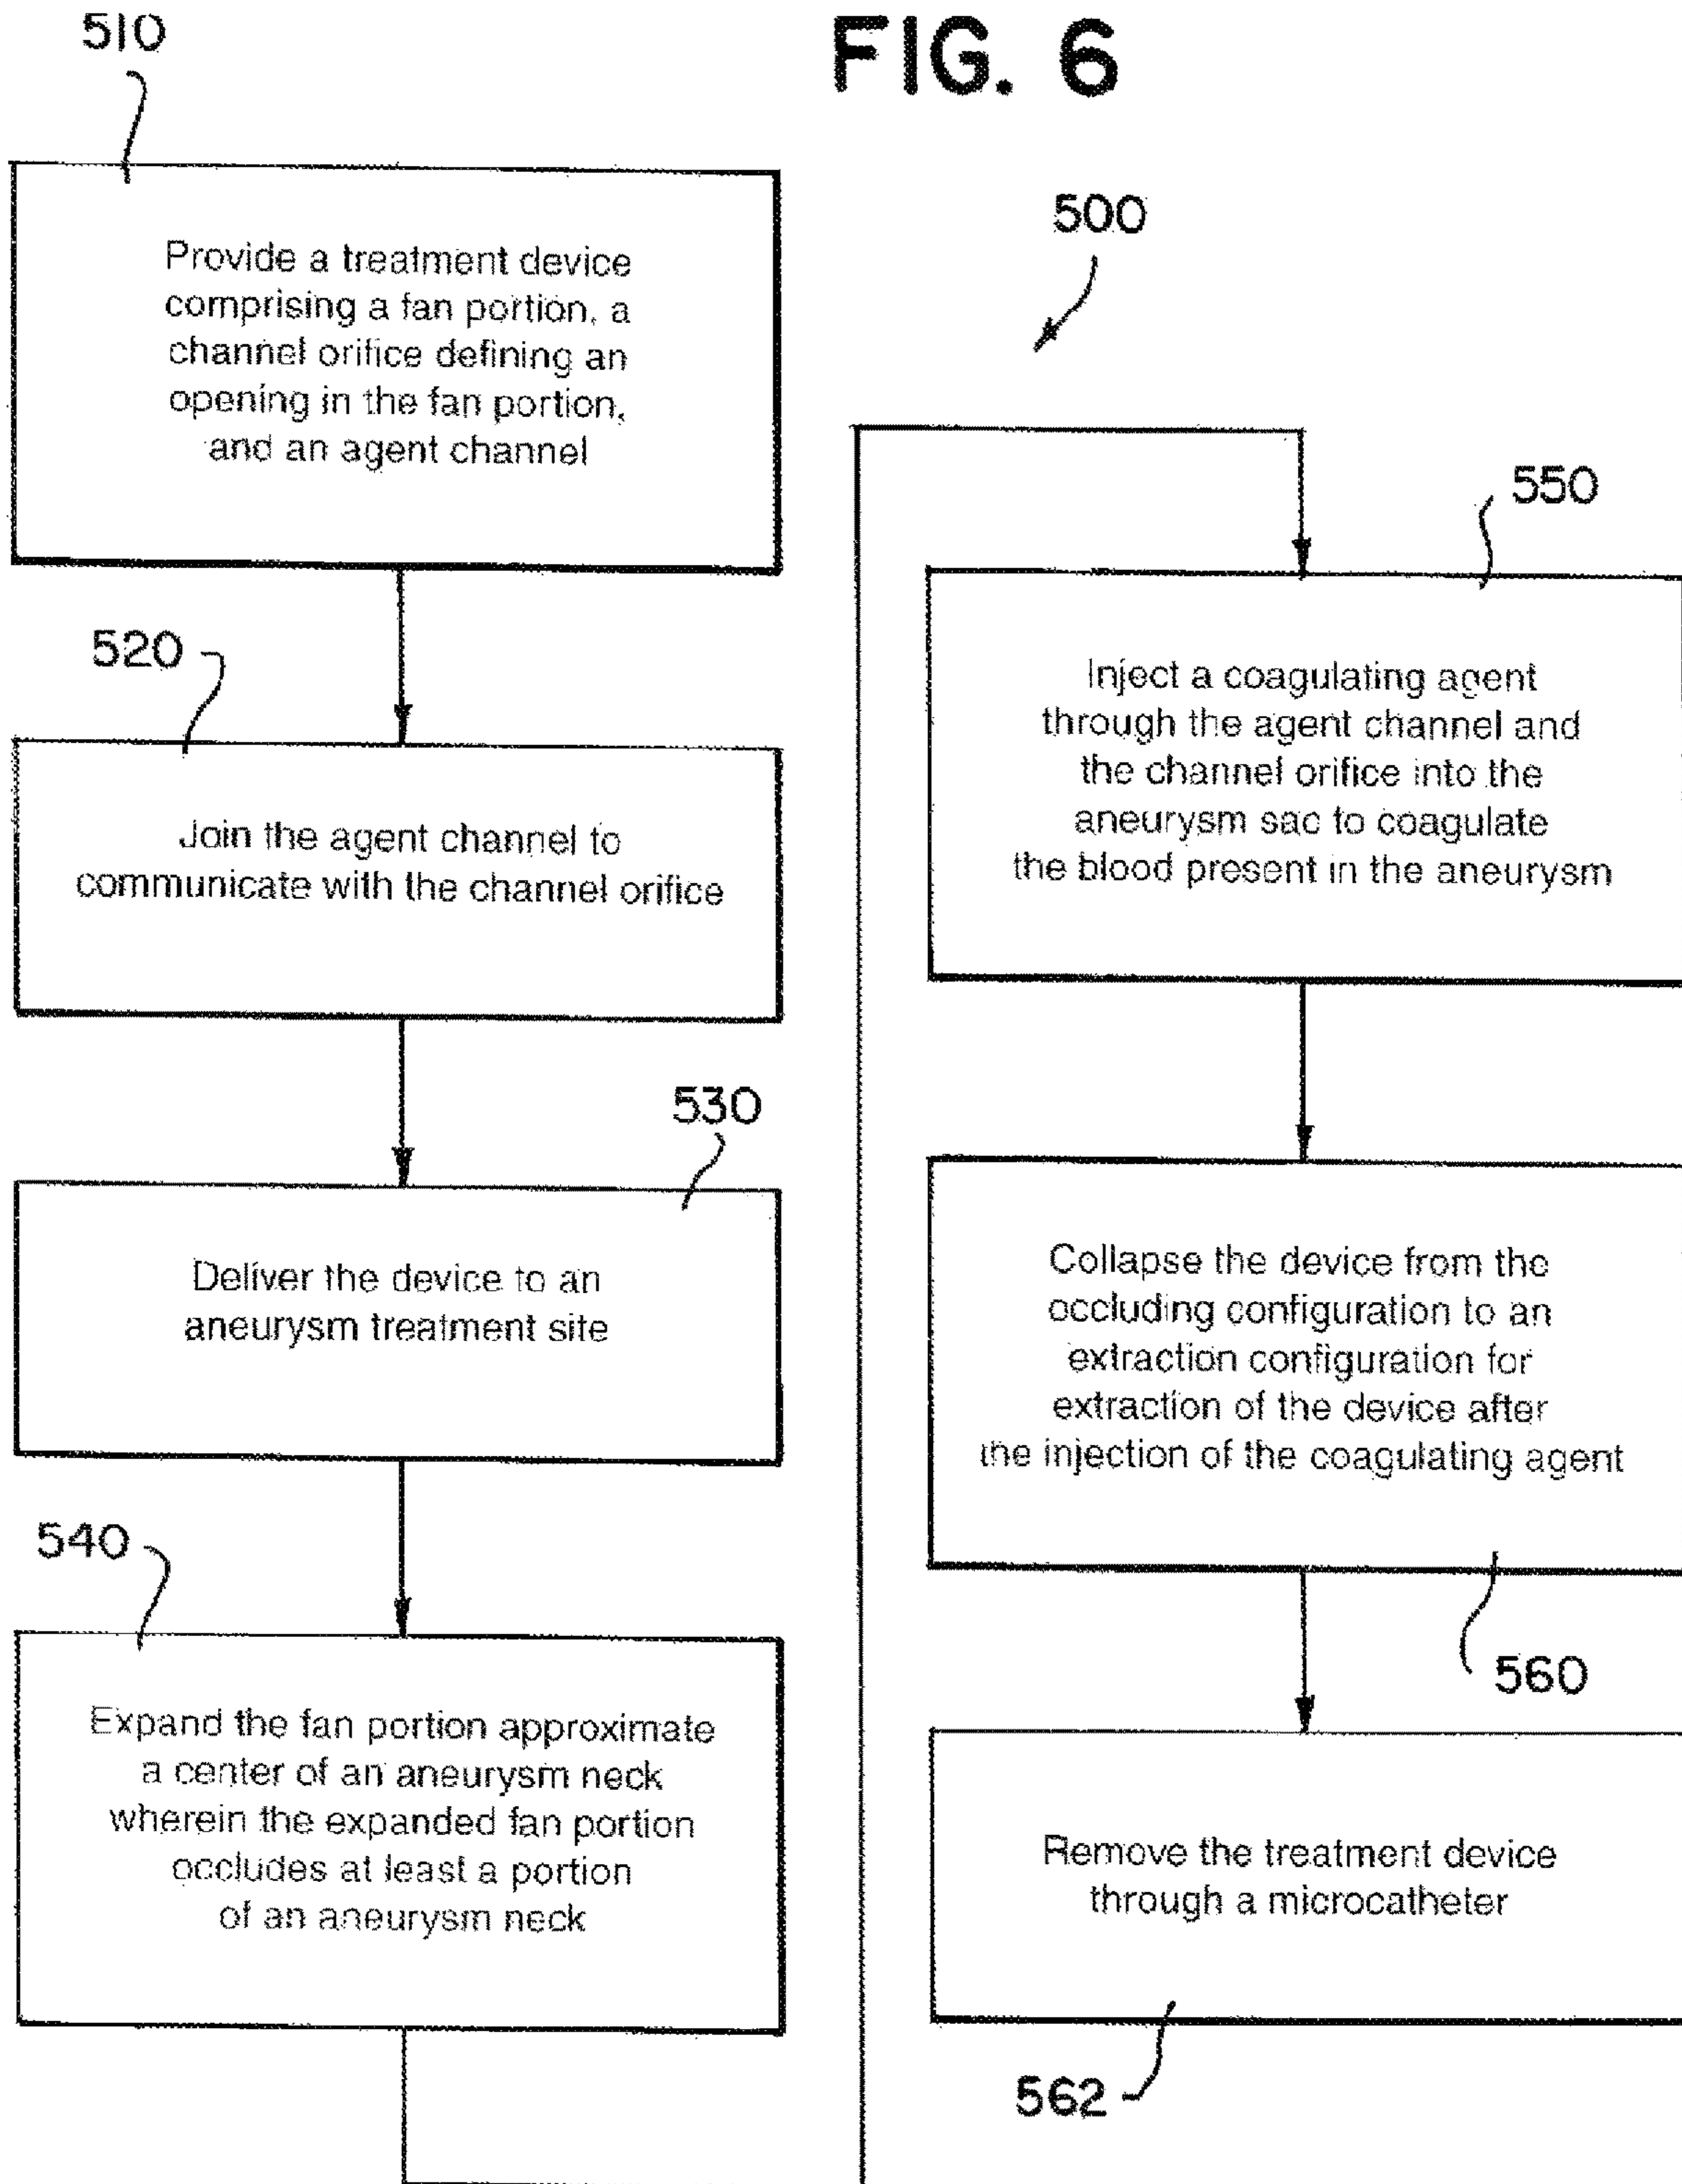 FIG. 6
510
Provide a treatment device
comprising a fan portion, a
channel orifice defining an
opening in the fan portion,
and an agent channel
520
Join the agent channel to
communicate with the channel orifice
530
Deliver the device to an
aneurysm treatment site
540
Expand the fan portion approximate
a center of an aneurysm neck
wherein the expanded fan portion
occludes at least a portion
of an aneurysm neck
500
550
Inject a coagulating agent
through the agent channel and
the channel orifice into the
aneurysm sac to coagulate
the blood present in the aneurysm
Collapse the device from the
occluding configuration to an
extraction configuration for
extraction of the device after
the injection of the coagulating agent
560
Remove the treatment device
through a microcatheter
562